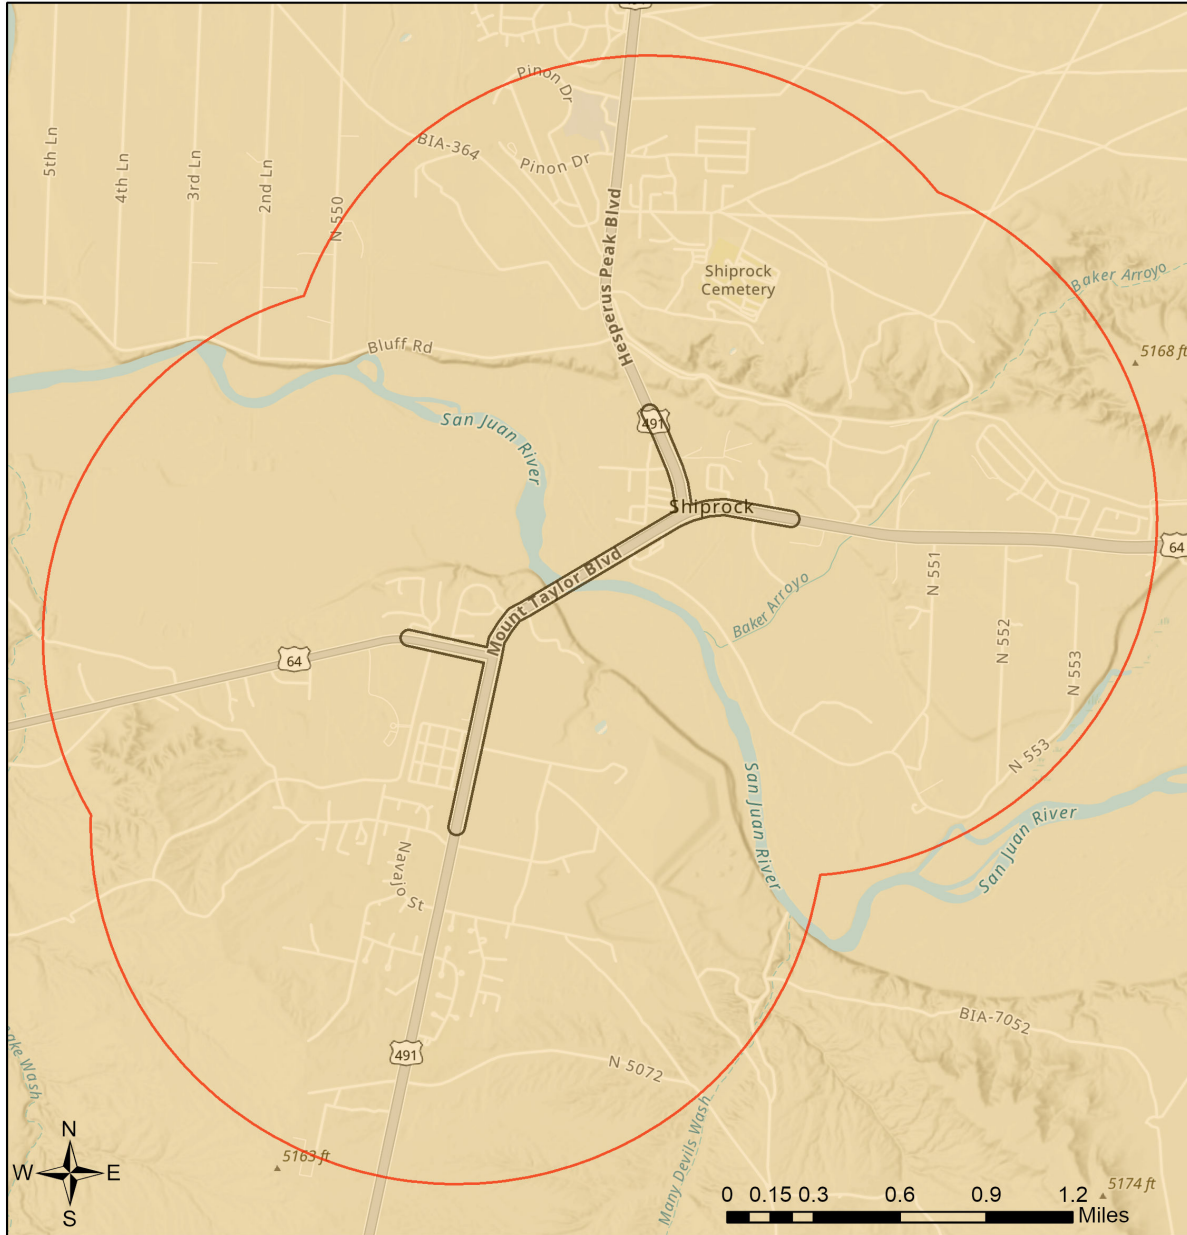 Pinon Dr
BIA-364
Pinon Dr
5th Ln
4th Ln
3rd Ln
2nd Ln
N 550
Hesperus Peak Blvd
Shiprock
Cemetery
Baker Arroyo
5168 ft
Bluff Rd
San Juan River
491
Shiprock
64
Mount Taylor Blvd
N 551
Baker Arroyo
N 552
N 553
64
N 553
San Juan River
San Juan River
Navajo St
BIA-7052
491
N 5072
Many Devils Wash
ake Wash
5163 ft
5174 ft
N
W E
S
0 0.15 0.3 0.6 0.9 1.2
Miles